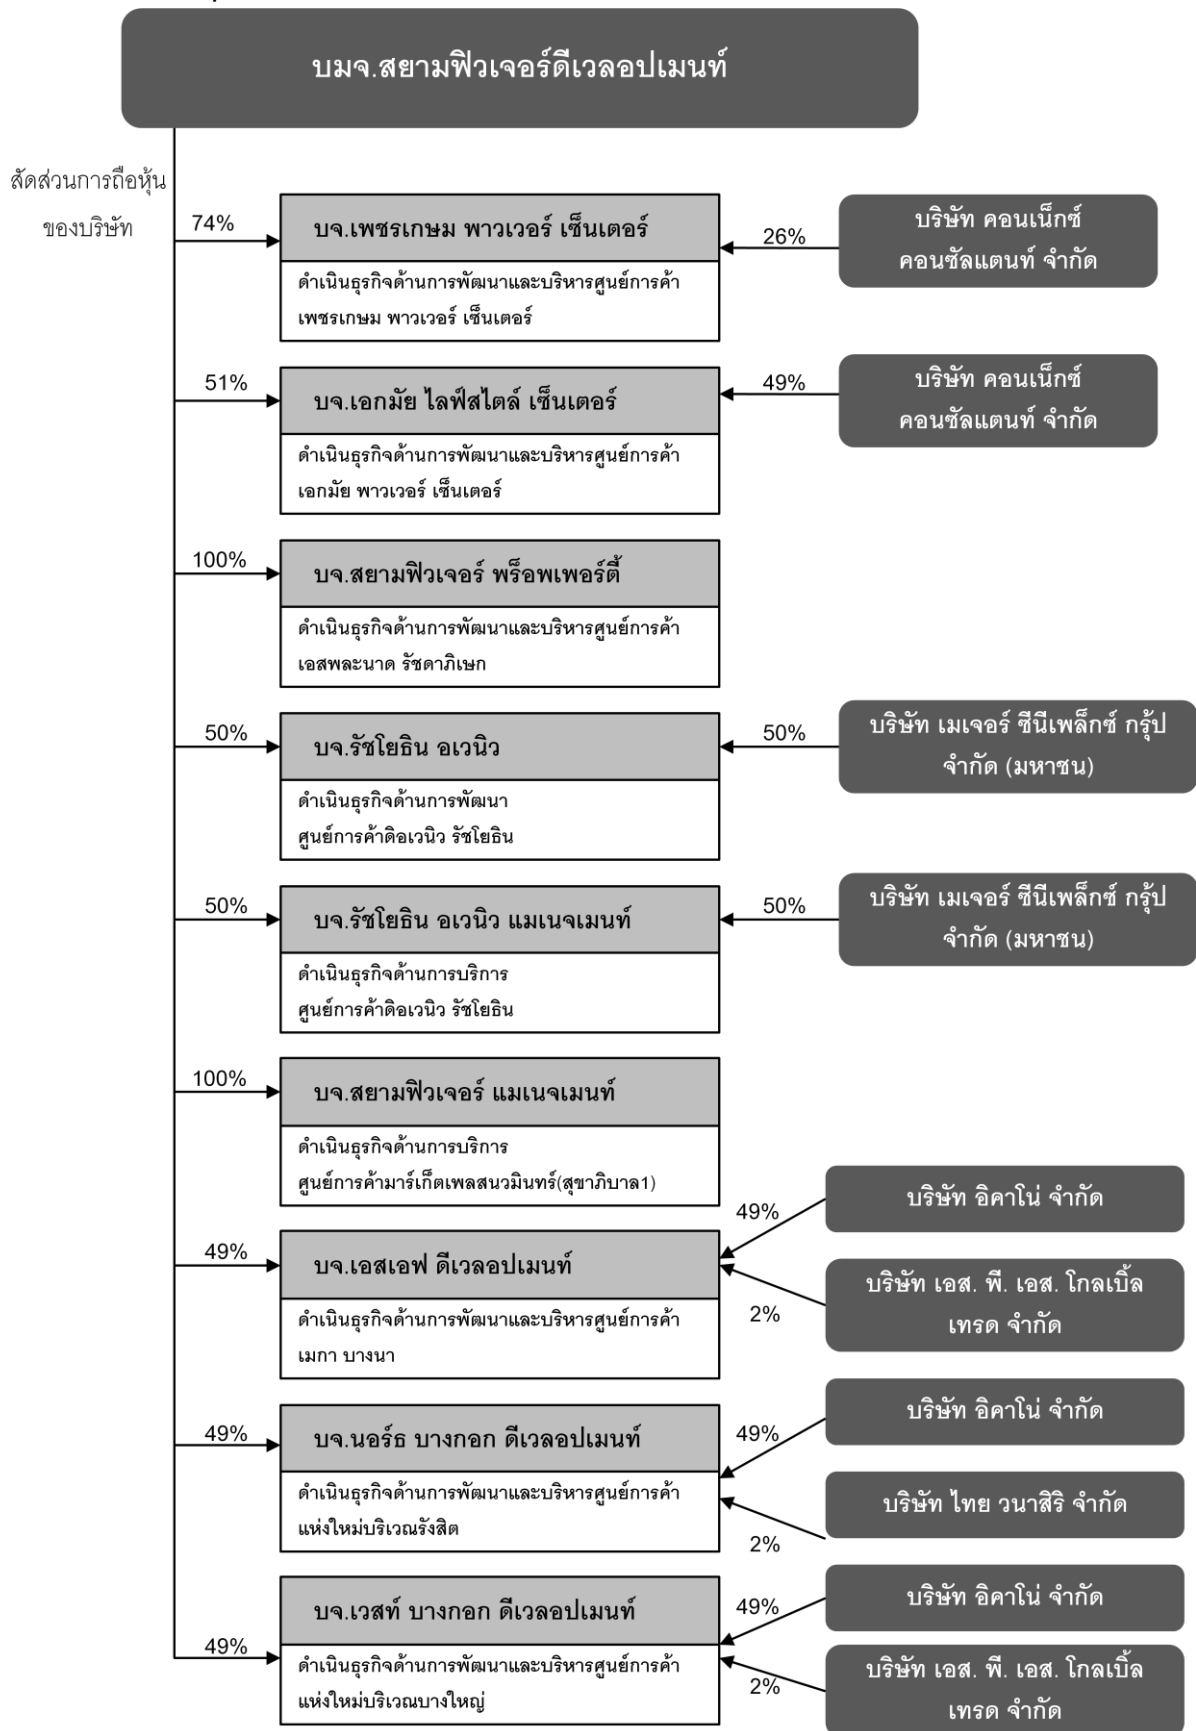 บมจ.สยามฟิวเจอร์ดีเวลอปเมนท์
สัดส่วนการถือหุ้น
ของบริษัท
74%
บจ.เพชรเกษม พาวเวอร์ เซ็นเตอร์
ดำเนินธุรกิจด้านการพัฒนาและบริหารศูนย์การค้า
เพชรเกษม พาวเวอร์ เซ็นเตอร์
26%
บริษัท คอนเน็กซ์
คอนซัลแตนท์ จำกัด
51%
บจ.เอกมัย ไลฟ์สไตล์ เซ็นเตอร์
ดำเนินธุรกิจด้านการพัฒนาและบริหารศูนย์การค้า
เอกมัย พาวเวอร์ เซ็นเตอร์
49%
บริษัท คอนเน็กซ์
คอนซัลแตนท์ จำกัด
100%
บจ.สยามฟิวเจอร์ พร็อพเพอร์ตี้
ดำเนินธุรกิจด้านการพัฒนาและบริหารศูนย์การค้า
เอสพละนาด รัชดาภิเษก
50%
บจ.รัชโยธิน อเวนิว
ดำเนินธุรกิจด้านการพัฒนา
ศูนย์การค้าดิอเวนิว รัชโยธิน
50%
บริษัท เมเจอร์ ซีนีเพล็กซ์ กรุ้ป
จำกัด (มหาชน)
50%
บจ.รัชโยธิน อเวนิว แมเนจเมนท์
ดำเนินธุรกิจด้านการบริการ
ศูนย์การค้าดิอเวนิว รัชโยธิน
50%
บริษัท เมเจอร์ ซีนีเพล็กซ์ กรุ้ป
จำกัด (มหาชน)
100%
บจ.สยามฟิวเจอร์ แมเนจเมนท์
ดำเนินธุรกิจด้านการบริการ
ศูนย์การค้ามาร์เก็ตเพลสนวมินทร์(สุขาภิบาล1)
49%
บจ.เอสเอฟ ดีเวลอปเมนท์
ดำเนินธุรกิจด้านการพัฒนาและบริหารศูนย์การค้า
เมกา บางนา
49%
บริษัท อิคาโน่ จำกัด
2%
บริษัท เอส. พี. เอส. โกลเบิ้ล
เทรด จำกัด
49%
บจ.นอร์ธ บางกอก ดีเวลอปเมนท์
ดำเนินธุรกิจด้านการพัฒนาและบริหารศูนย์การค้า
แห่งใหม่บริเวณรังสิต
49%
บริษัท อิคาโน่ จำกัด
2%
บริษัท ไทย วนาสิริ จำกัด
49%
บจ.เวสท์ บางกอก ดีเวลอปเมนท์
ดำเนินธุรกิจด้านการพัฒนาและบริหารศูนย์การค้า
แห่งใหม่บริเวณบางใหญ่
49%
บริษัท อิคาโน่ จำกัด
2%
บริษัท เอส. พี. เอส. โกลเบิ้ล
เทรด จำกัด